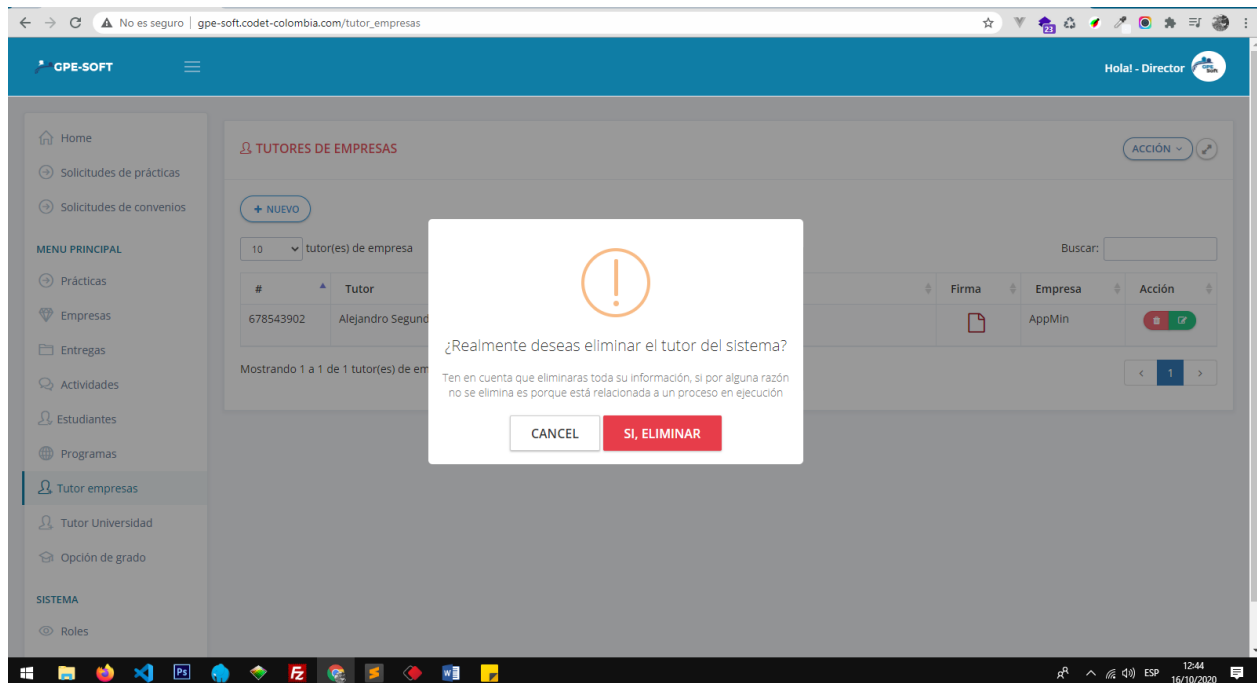 No es seguro | gpe-soft.codet-colombia.com/tutor_empresas
23
GPE-SOFT
Hola! - Director
GPE Soft
Home
Solicitudes de prácticas
Solicitudes de convenios
MENU PRINCIPAL
Prácticas
Empresas
Entregas
Actividades
Estudiantes
Programas
Tutor empresas
Tutor Universidad
Opción de grado
SISTEMA
Roles
TUTORES DE EMPRESAS
ACCIÓN
+ NUEVO
10 tutor(es) de empresa
Buscar:
# Tutor Firma Empresa Acción
678543902 Alejandro Segund AppMin
Mostrando 1 a 1 de 1 tutor(es) de em
< 1 >
¿Realmente deseas eliminar el tutor del sistema?
Ten en cuenta que eliminaras toda su información, si por alguna razón
no se elimina es porque está relacionada a un proceso en ejecución
CANCEL
SI, ELIMINAR
Ps
Fz
ESP
12:44
16/10/2020